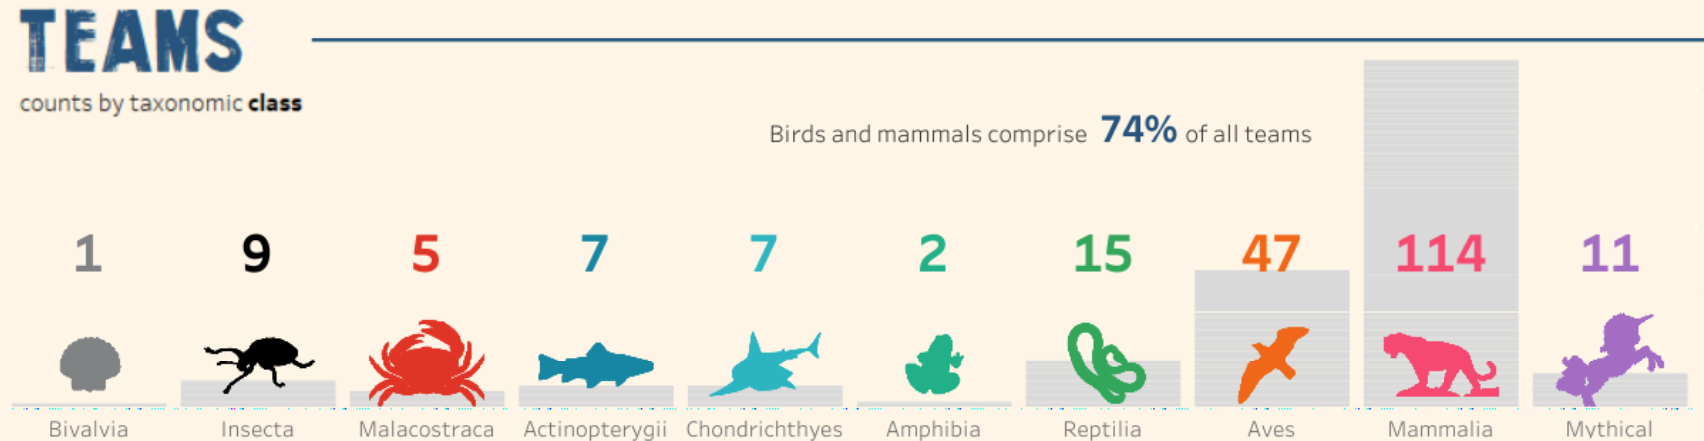 TEAMS
counts by taxonomic class
Birds and mammals comprise 74% of all teams
1 9 5 7 7 2 15 47 114 11
Bivalvia Insecta Malacostraca Actinopterygii Chondrichthyes Amphibia Reptilia Aves Mammalia Mythical